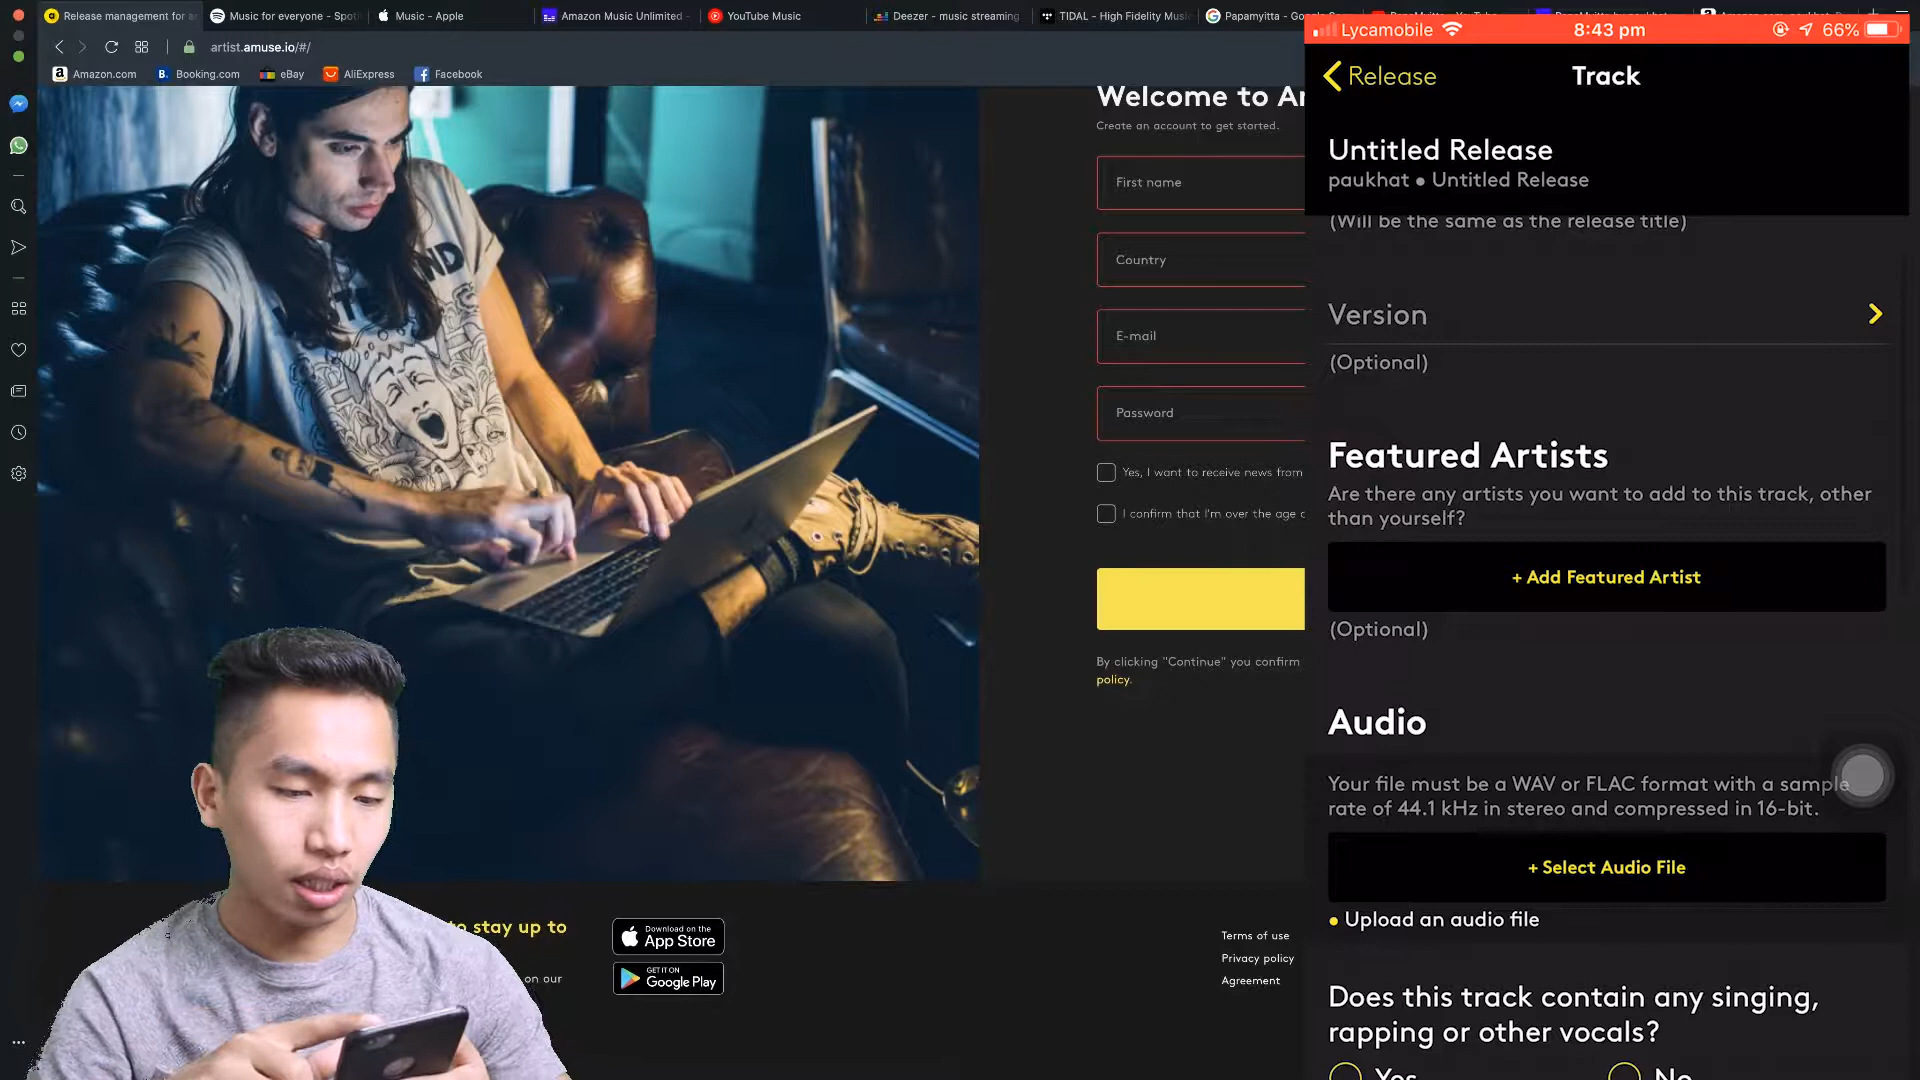 Release management for ar
Music for everyone - Spoti
Music - Apple
Amazon Music Unlimited -
YouTube Music
Deezer - music streaming
TIDAL - High Fidelity Musi
Papamyitta - Google S
artist.amuse.io/#/
Amazon.com
Booking.com
eBay
AliExpress
Facebook
Welcome to Ar
Create an account to get started.
First name
Country
E-mail
Password
Yes, I want to receive news from
I confirm that I'm over the age o
By clicking "Continue" you confirm
policy.
to stay up to
on our
Download on the
App Store
GET IT ON
Google Play
Terms of use
Privacy policy
Agreement
Lycamobile
8:43 pm
66%
Release
Track
Untitled Release
paukhat • Untitled Release
(Will be the same as the release title)
Version
(Optional)
Featured Artists
Are there any artists you want to add to this track, other
than yourself?
+ Add Featured Artist
(Optional)
Audio
Your file must be a WAV or FLAC format with a sample
rate of 44.1 kHz in stereo and compressed in 16-bit.
+ Select Audio File
• Upload an audio file
Does this track contain any singing,
rapping or other vocals?
Yes
No